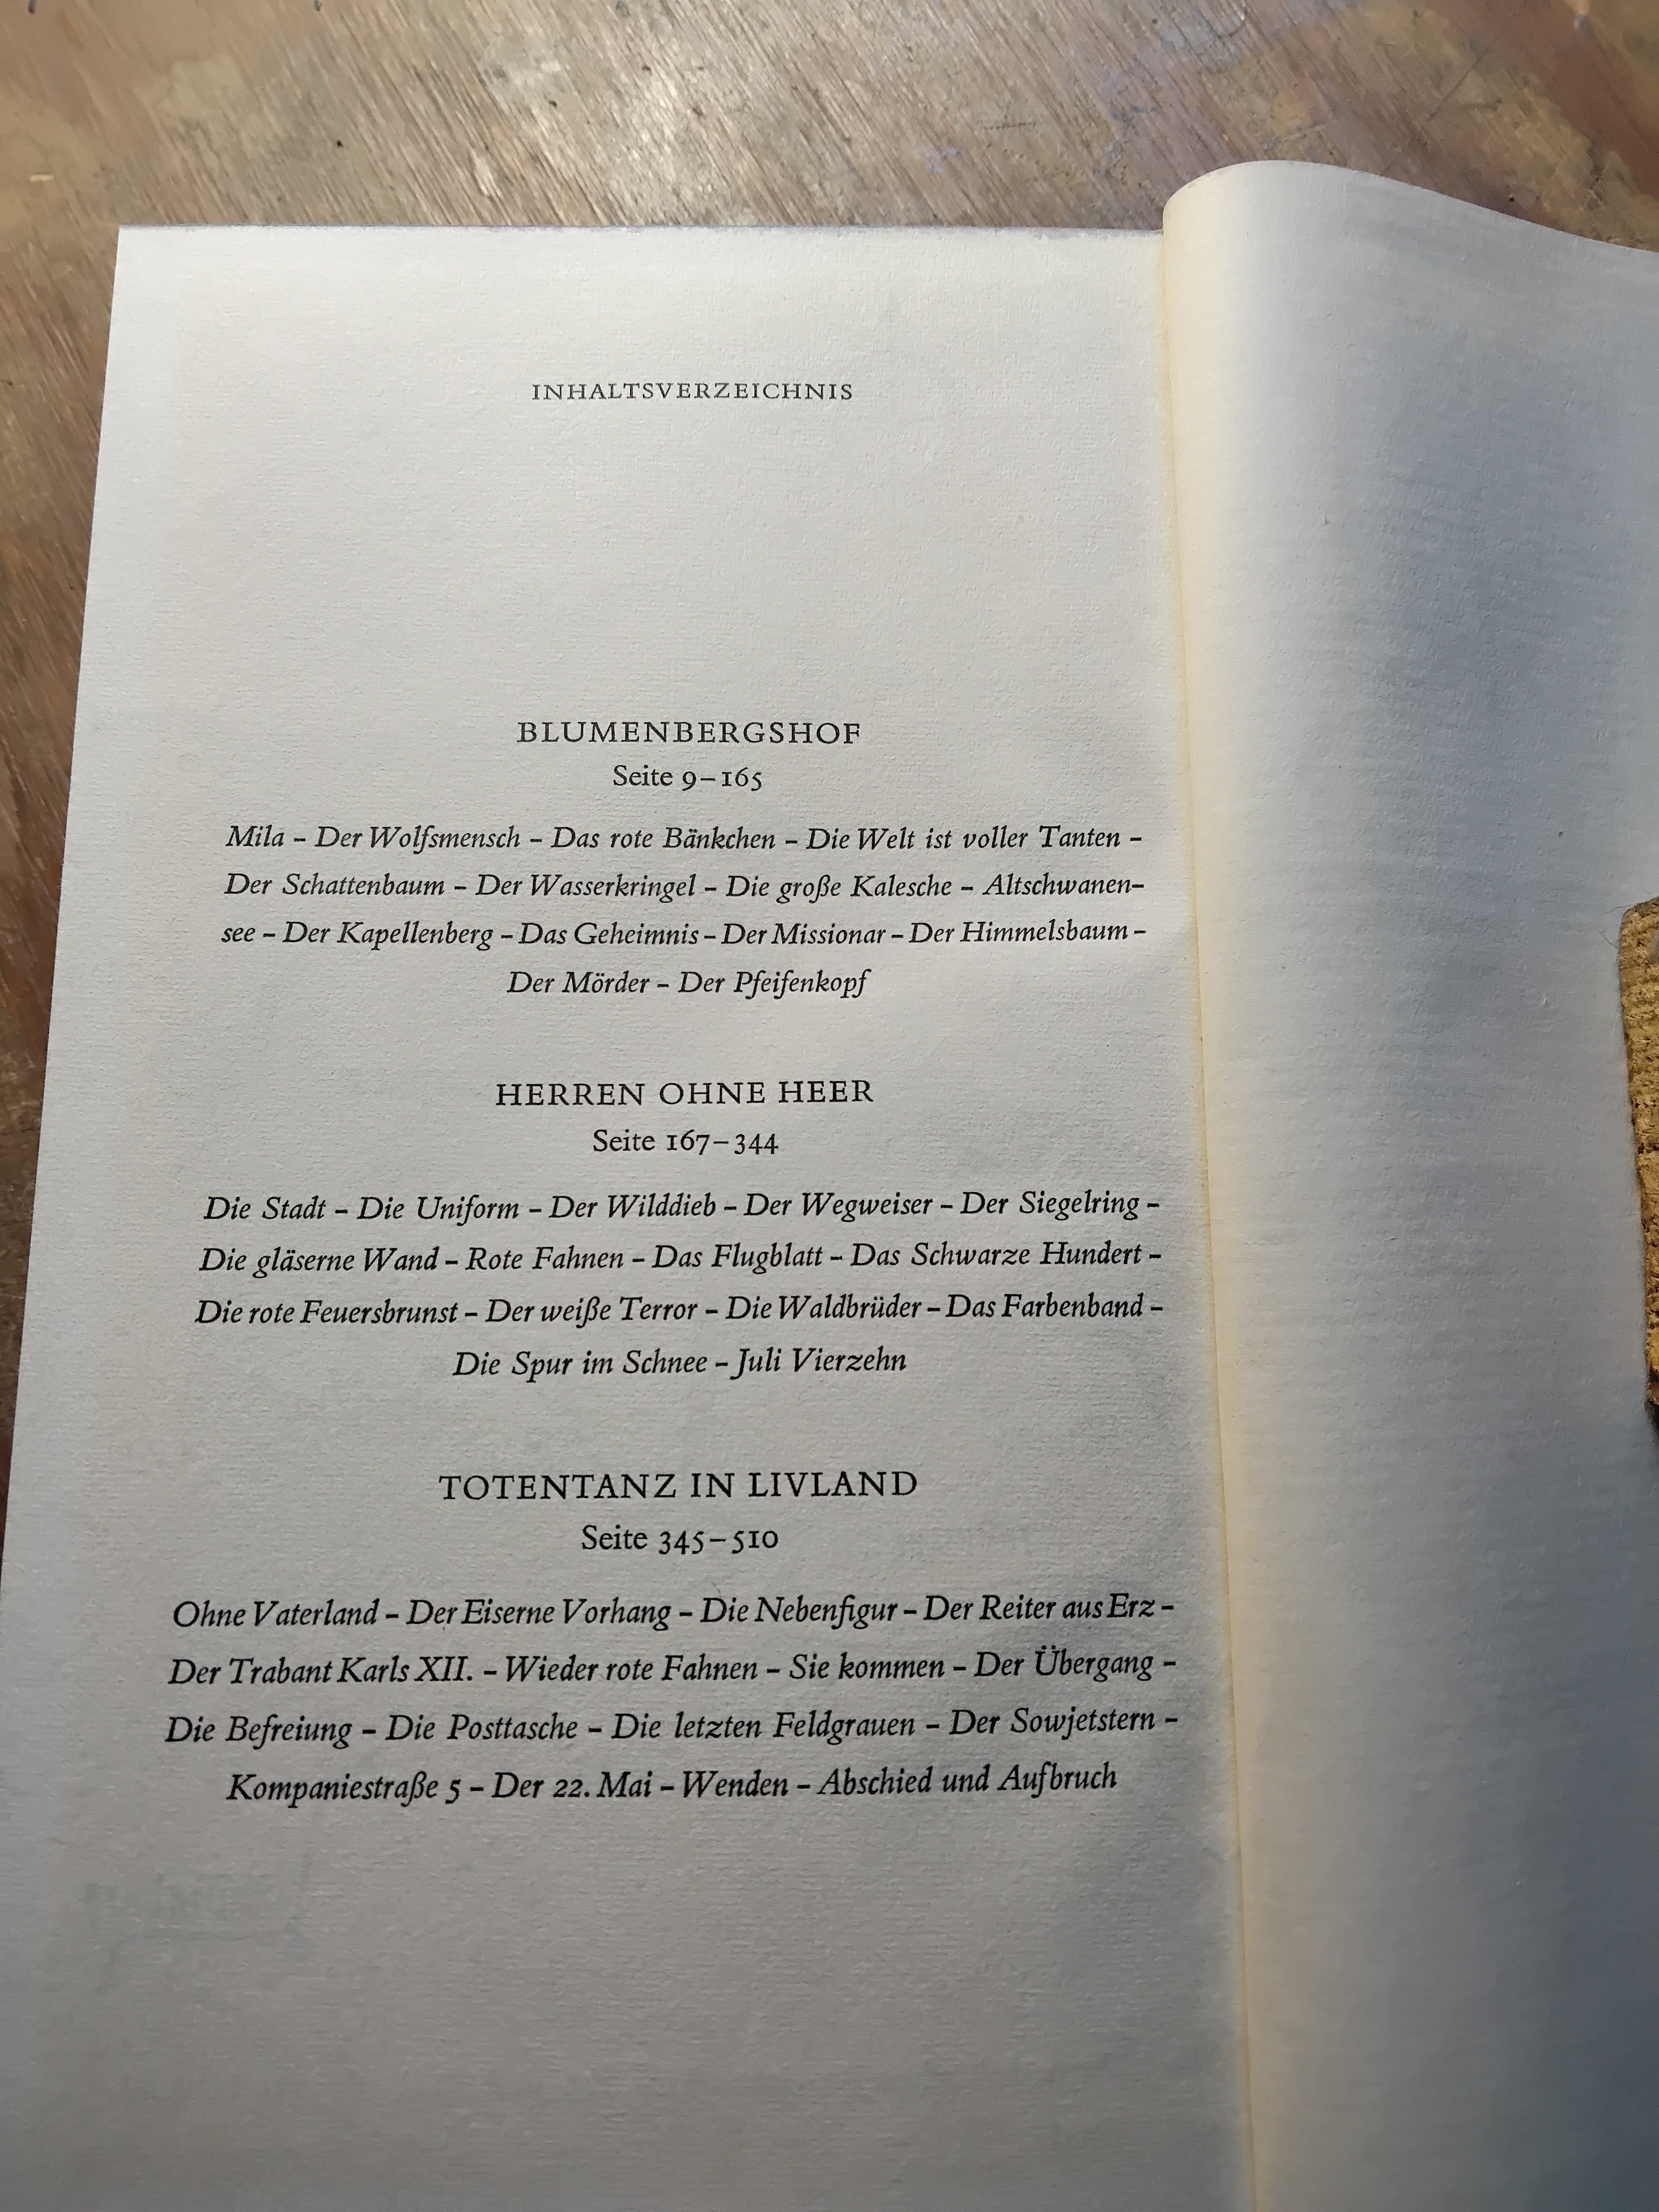 INHALTSVERZEICHNIS
BLUMENBERGSHOF
Seite 9–165
Mila – Der Wolfsmensch – Das rote Bänkchen – Die Welt ist voller Tanten –
Der Schattenbaum – Der Wasserkringel – Die große Kalesche – Altschwanen-
see – Der Kapellenberg – Das Geheimnis – Der Missionar – Der Himmelsbaum –
Der Mörder – Der Pfeifenkopf
HERREN OHNE HEER
Seite 167–344
Die Stadt – Die Uniform – Der Wilddieb – Der Wegweiser – Der Siegelring –
Die gläserne Wand – Rote Fahnen – Das Flugblatt – Das Schwarze Hundert –
Die rote Feuersbrunst – Der weiße Terror – Die Waldbrüder – Das Farbenband –
Die Spur im Schnee – Juli Vierzehn
TOTENTANZ IN LIVLAND
Seite 345–510
Ohne Vaterland – Der Eiserne Vorhang – Die Nebenfigur – Der Reiter aus Erz –
Der Trabant Karls XII. – Wieder rote Fahnen – Sie kommen – Der Übergang –
Die Befreiung – Die Posttasche – Die letzten Feldgrauen – Der Sowjetstern –
Kompaniestraße 5 – Der 22. Mai – Wenden – Abschied und Aufbruch